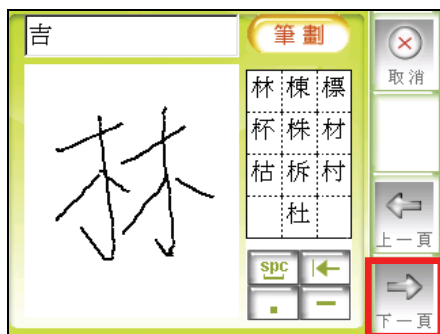 吉
筆劃
取消
林
林 棟 標
杯 株 材
枯 柝 村
杜
上一頁
spc
下一頁